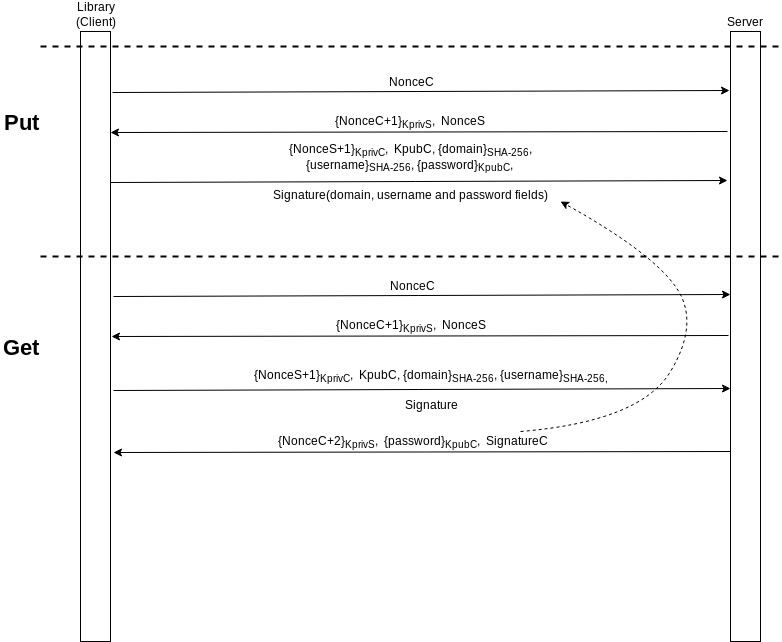 Library
(Client)
Server
NonceC
Put
{NonceC+1}KprivS, NonceS
{NonceS+1}KprivC, KpubC, {domain}SHA-256,
{username}SHA-256, {password}KpubC,
Signature(domain, username and password fields)
NonceC
{NonceC+1}KprivS, NonceS
Get
{NonceS+1}KprivC, KpubC, {domain}SHA-256, {username}SHA-256,
Signature
{NonceC+2}KprivS, {password}KpubC, SignatureC